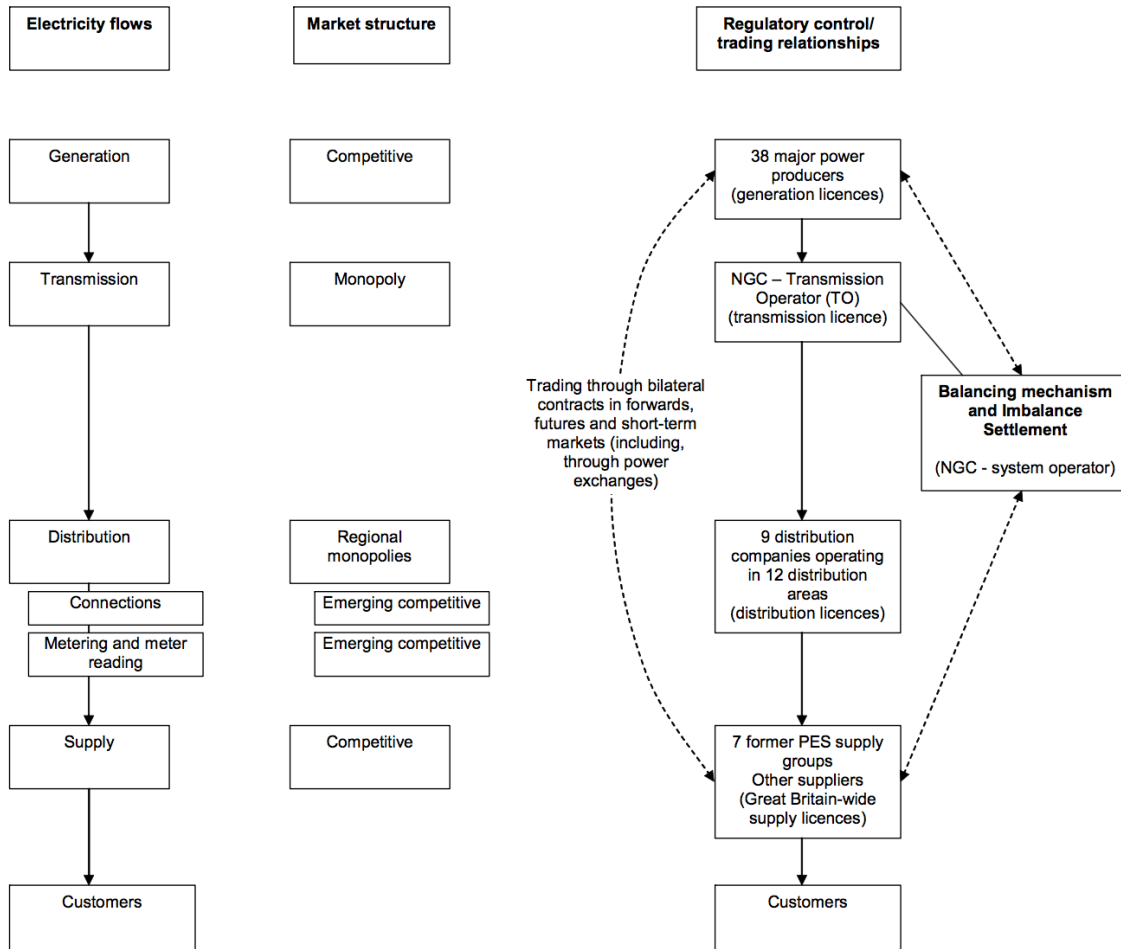 Electricity flows
Market structure
Regulatory control/
trading relationships
Generation
Competitive
38 major power
producers
(generation licences)
Transmission
Monopoly
NGC – Transmission
Operator (TO)
(transmission licence)
Trading through bilateral
contracts in forwards,
futures and short-term
markets (including,
through power
exchanges)
Balancing mechanism
and Imbalance
Settlement
(NGC - system operator)
Distribution
Regional
monopolies
9 distribution
companies operating
in 12 distribution
areas
(distribution licences)
Connections
Emerging competitive
Metering and meter
reading
Emerging competitive
Supply
Competitive
7 former PES supply
groups
Other suppliers
(Great Britain-wide
supply licences)
Customers
Customers